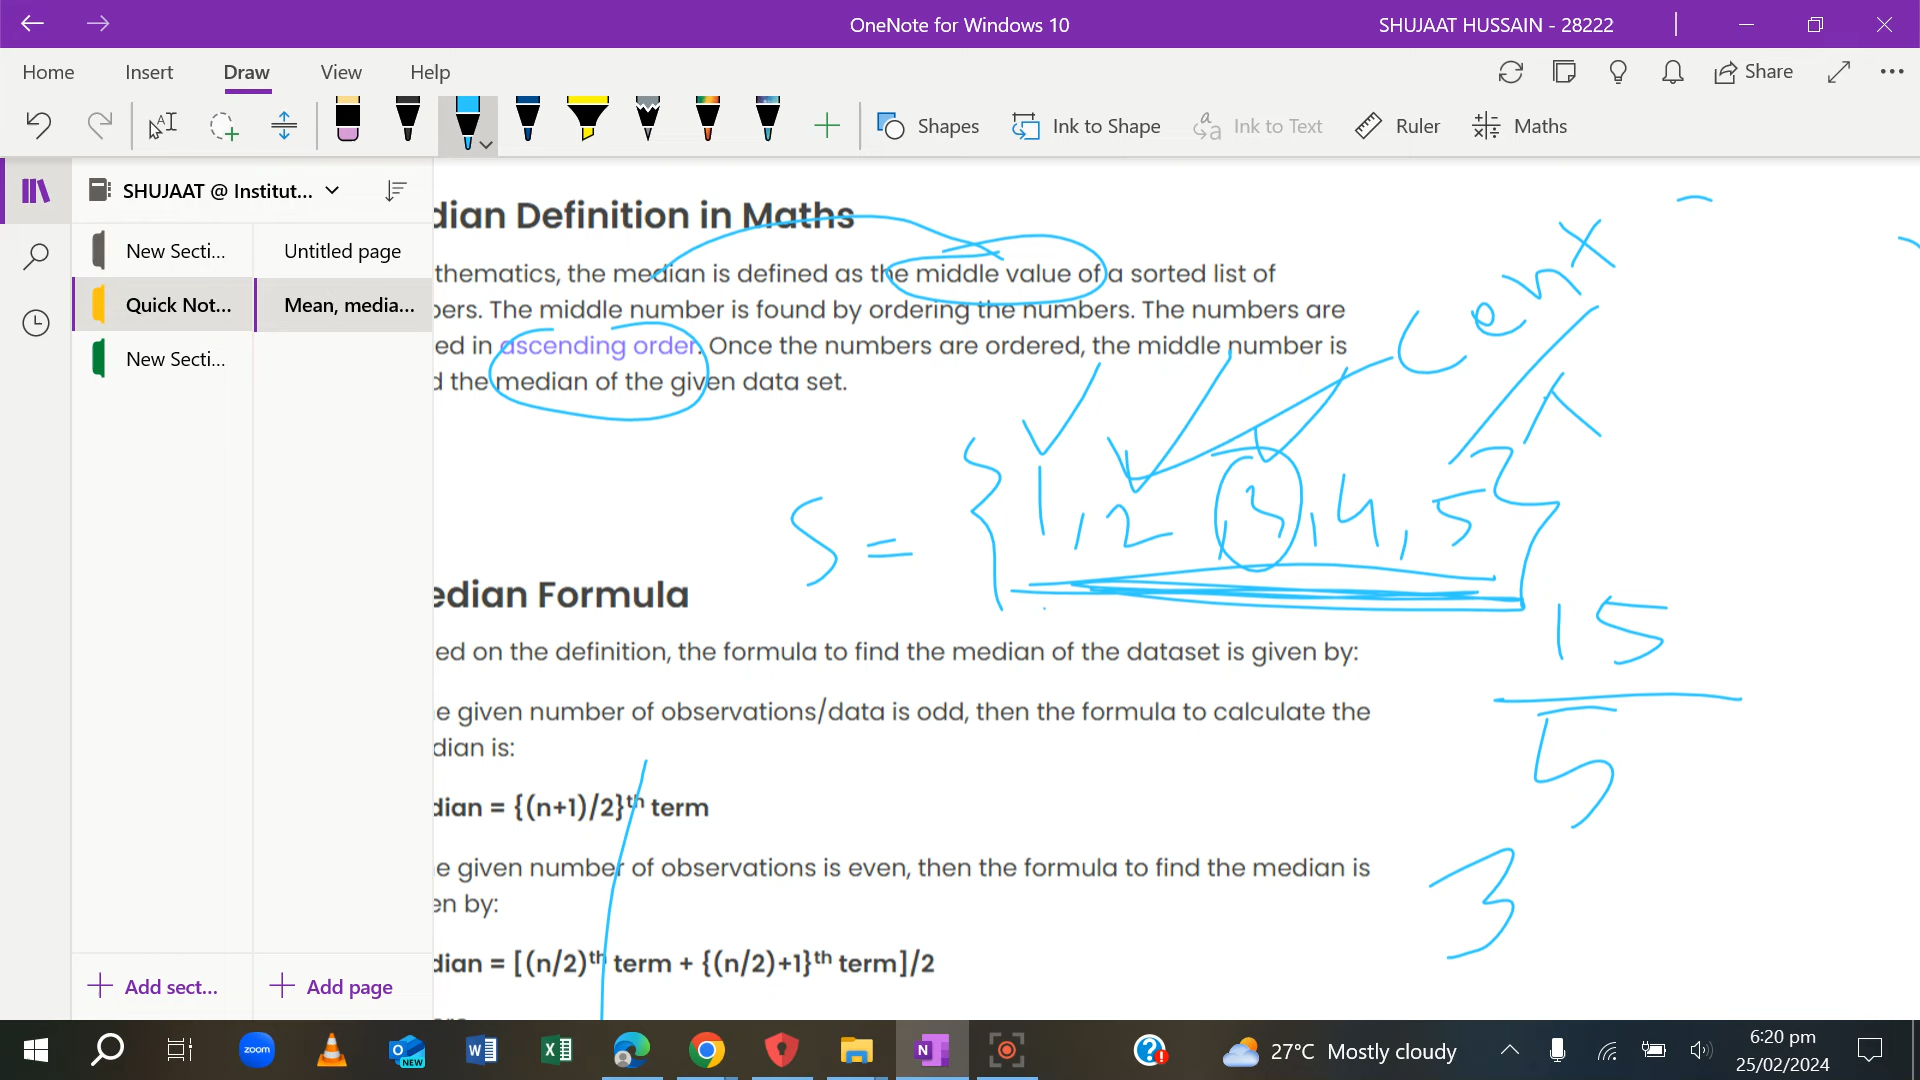 OneNote for Windows 10
SHUJAAT HUSSAIN - 28222
Home Insert Draw View Help
Share
Shapes Ink to Shape Ink to Text Ruler Maths
SHUJAAT @ Institut...
New Secti...
Quick Not...
New Secti...
Untitled page
Mean, media...
Add sect...
Add page
dian Definition in Maths
thematics, the median is defined as the middle value of a sorted list of
bers. The middle number is found by ordering the numbers. The numbers are
ed in ascending order. Once the numbers are ordered, the middle number is
d the median of the given data set.
S = {1, 2, 3, 4, 5}
15
5
3
edian Formula
ed on the definition, the formula to find the median of the dataset is given by:
e given number of observations/data is odd, then the formula to calculate the
dian is:
dian = {(n+1)/2}th term
e given number of observations is even, then the formula to find the median is
en by:
dian = [(n/2)th term + {(n/2)+1}th term]/2
zoom
NEW
27°C Mostly cloudy
6:20 pm
25/02/2024